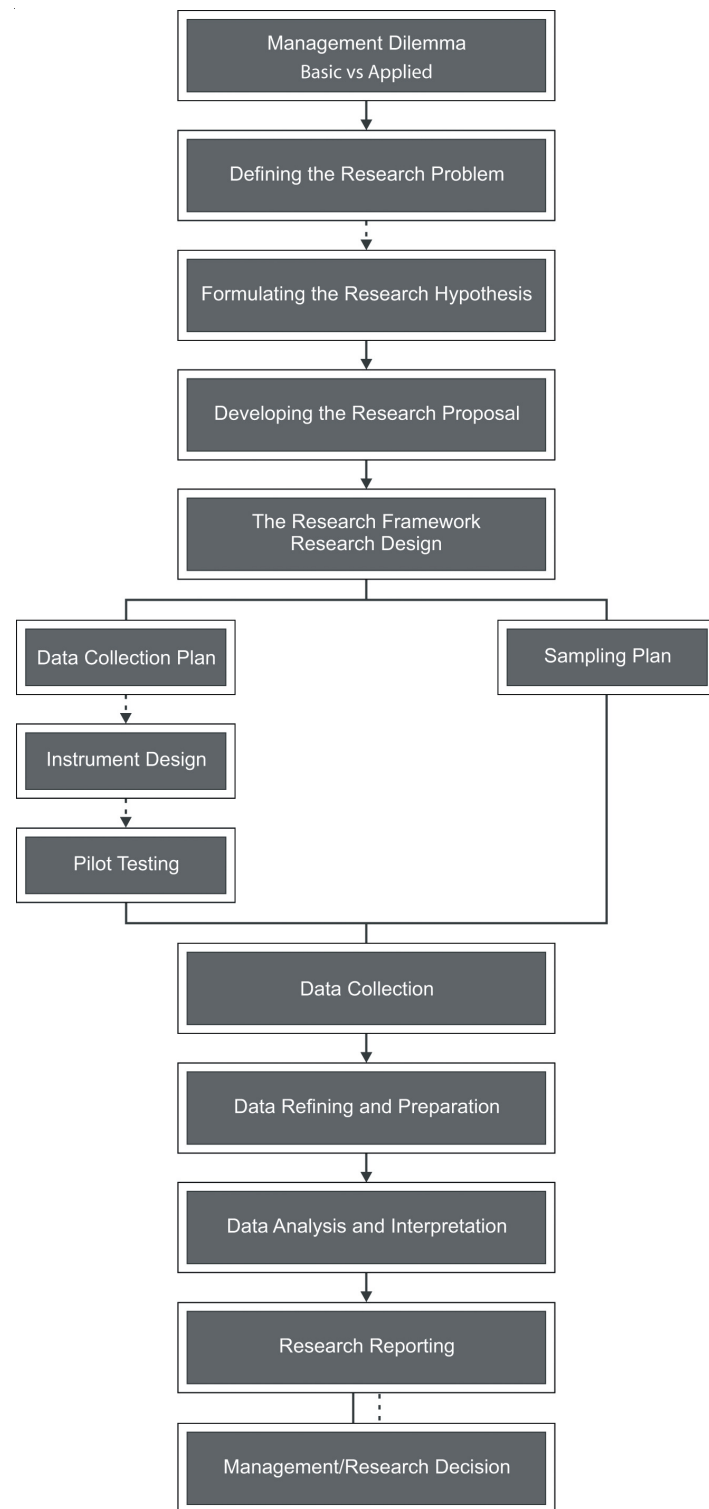 Management Dilemma
Basic vs Applied
Defining the Research Problem
Formulating the Research Hypothesis
Developing the Research Proposal
The Research Framework
Research Design
Data Collection Plan
Sampling Plan
Instrument Design
Pilot Testing
Data Collection
Data Refining and Preparation
Data Analysis and Interpretation
Research Reporting
Management/Research Decision